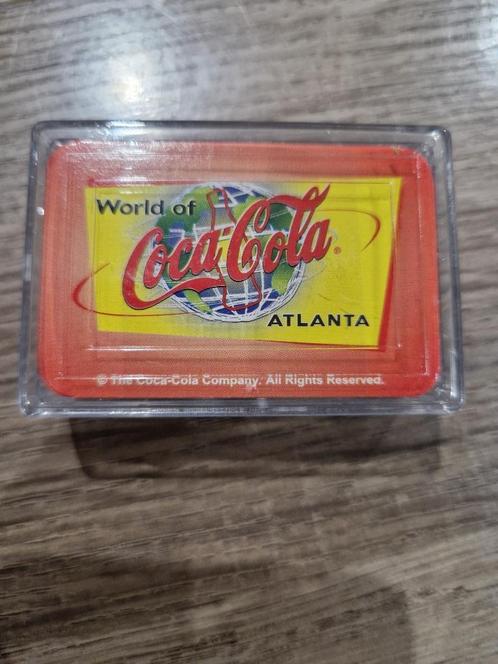 World of
Coca-Cola®
ATLANTA
© The Coca-Cola Company. All Rights Reserved.